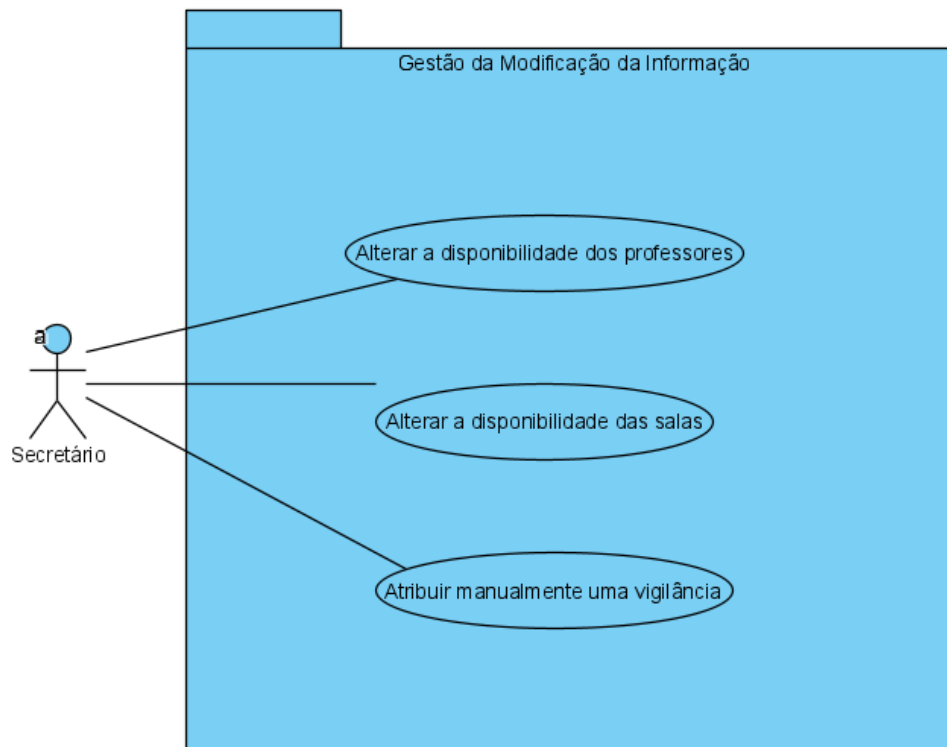 Gestão da Modificação da Informação
Alterar a disponibilidade dos professores
a
Alterar a disponibilidade das salas
Secretário
Atribuir manualmente uma vigilância